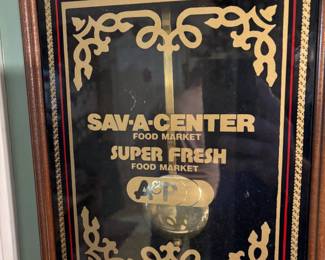 SAV-A-CENTER
FOOD MARKET
SUPER FRESH
FOOD MARKET
A&P